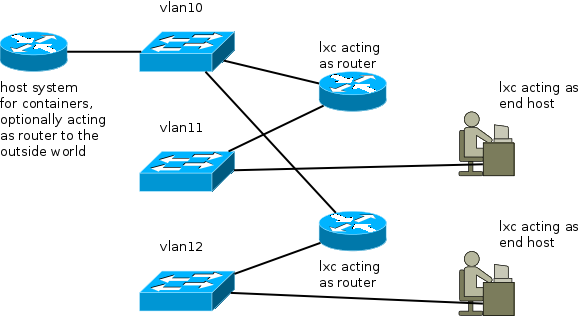 vlan10
lxc acting
as router
host system
for containers,
optionally acting
as router to the
outside world
lxc acting as
end host
vlan11
lxc acting as
end host
vlan12
lxc acting
as router